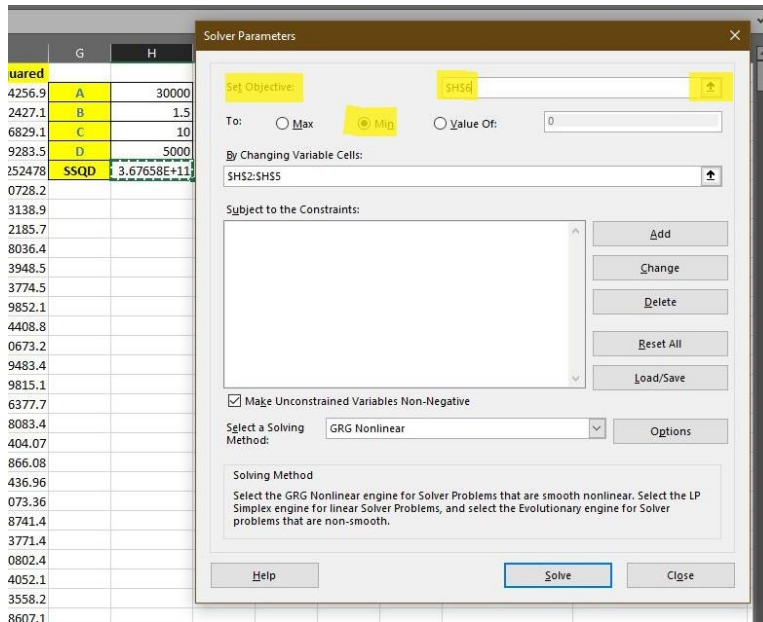 G H
uared
4256.9 A 30000
2427.1 B 1.5
6829.1 C 10
9283.5 D 5000
252478 SSQD 3.67658E+11
0728.2
3138.9
2185.7
8036.4
3948.5
3774.5
9852.1
4408.8
0673.2
9483.4
9815.1
6377.7
8083.4
404.07
866.08
436.96
073.36
8741.4
3771.4
0802.4
4052.1
3558.2
8607.1
Solver Parameters
Set Objective: $H$6
To: Max Min Value Of: 0
By Changing Variable Cells:
$H$2:$H$5
Subject to the Constraints:
Add
Change
Delete
Reset All
Load/Save
Make Unconstrained Variables Non-Negative
Select a Solving
Method:
GRG Nonlinear
Options
Solving Method
Select the GRG Nonlinear engine for Solver Problems that are smooth nonlinear. Select the LP
Simplex engine for linear Solver Problems, and select the Evolutionary engine for Solver
problems that are non-smooth.
Help Solve Close